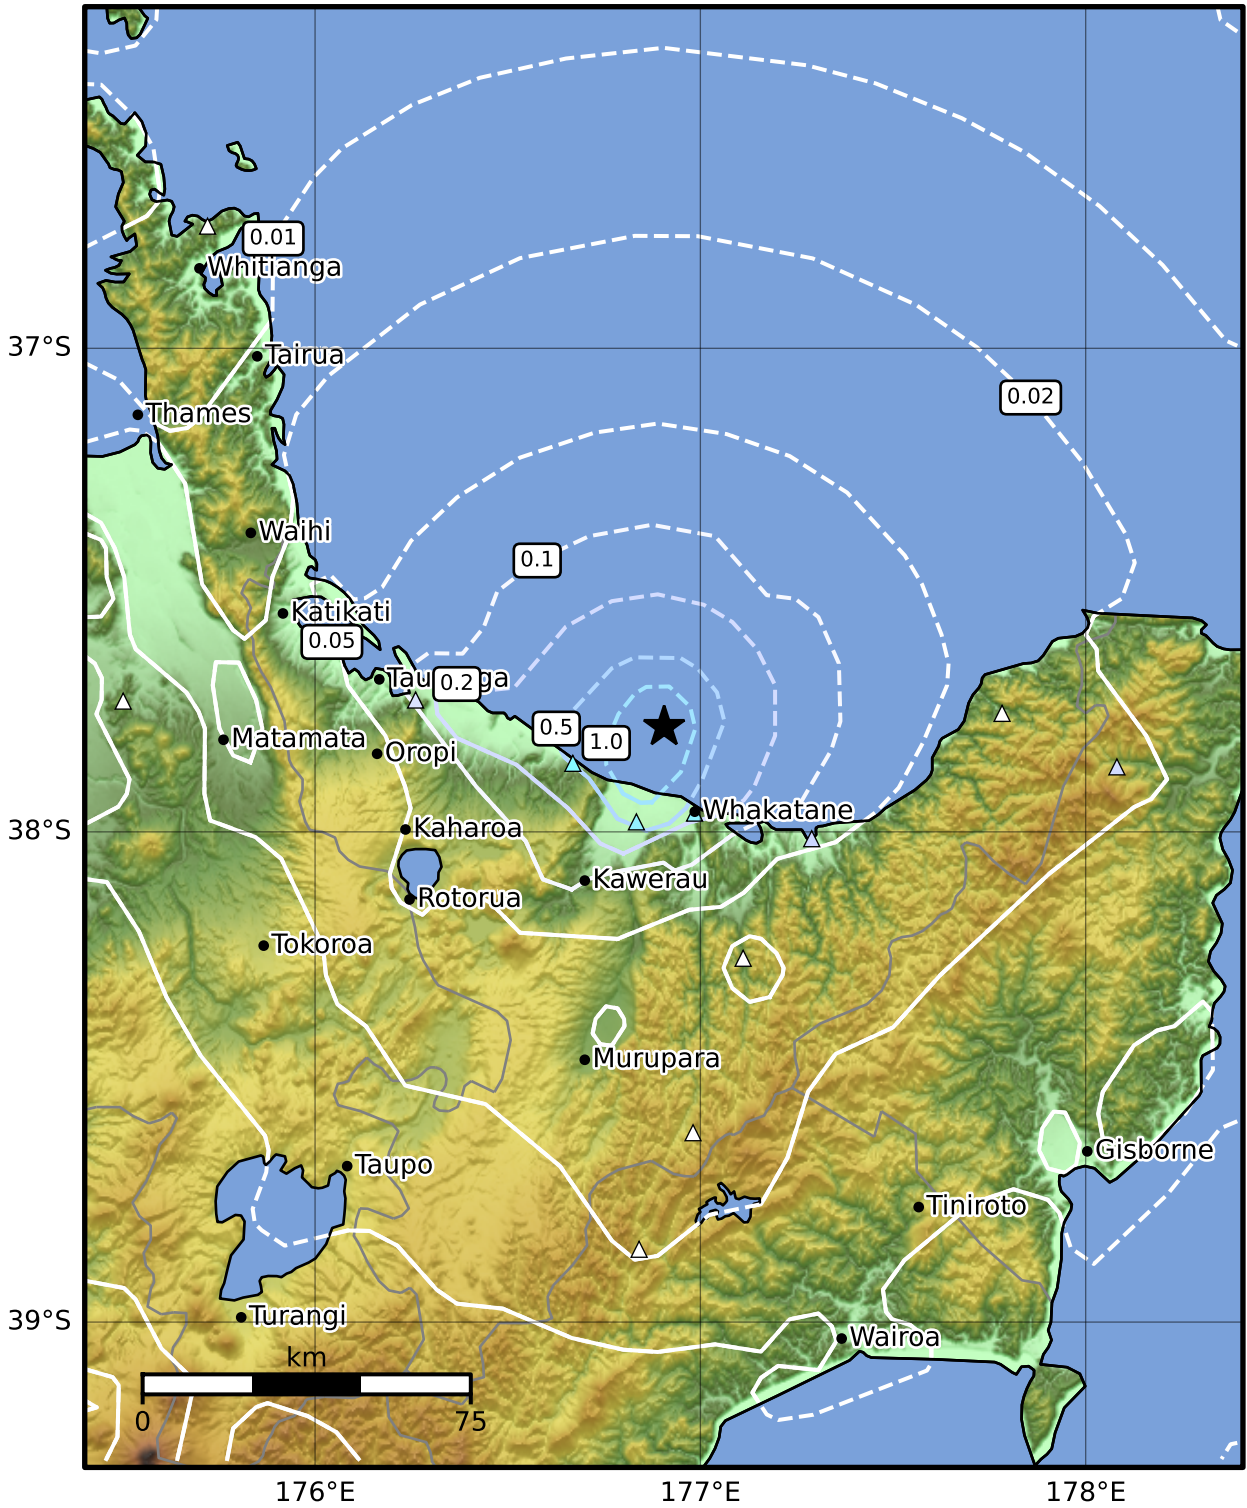 0.01
Whitianga
37°S
Tairua
0.02
Thames
Waihi
0.1
Katikati
0.05
0.2
0.5
1.0
Matamata
Oropi
Whakatane
38°S
Kaharoa
Kawerau
Rotorua
Tokoroa
Murupara
Gisborne
Taupo
Tiniroto
Turangi
39°S
Wairoa
km
0
75
176°E
177°E
178°E